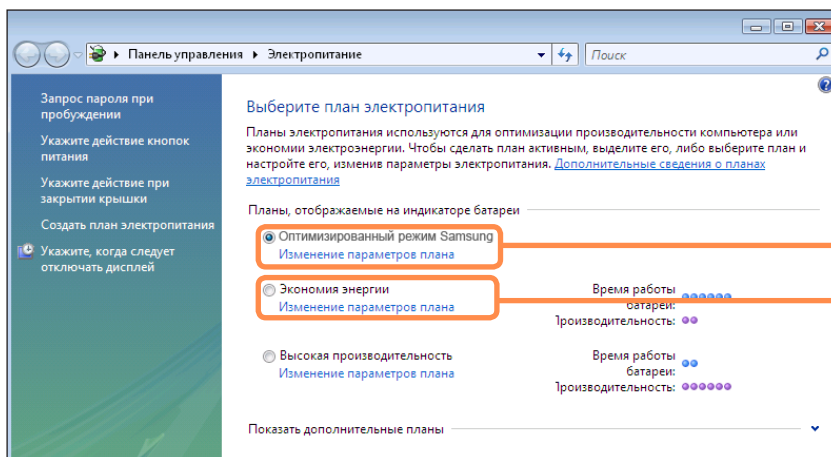 Панель управления ▸ Электропитание
Поиск
Запрос пароля при
пробуждении
Укажите действие кнопок
питания
Укажите действие при
закрытии крышки
Создать план электропитания
Укажите, когда следует
отключать дисплей
Выберите план электропитания
Планы электропитания используются для оптимизации производительности компьютера или
экономии электроэнергии. Чтобы сделать план активным, выделите его, либо выберите план и
настройте его, изменив параметры электропитания. Дополнительные сведения о планах
электропитания
Планы, отображаемые на индикаторе батареи
Оптимизированный режим Samsung
Изменение параметров плана
Экономия энергии
Изменение параметров плана
Время работы
батареи:
Производительность:
Высокая производительность
Изменение параметров плана
Время работы
батареи:
Производительность:
Показать дополнительные планы